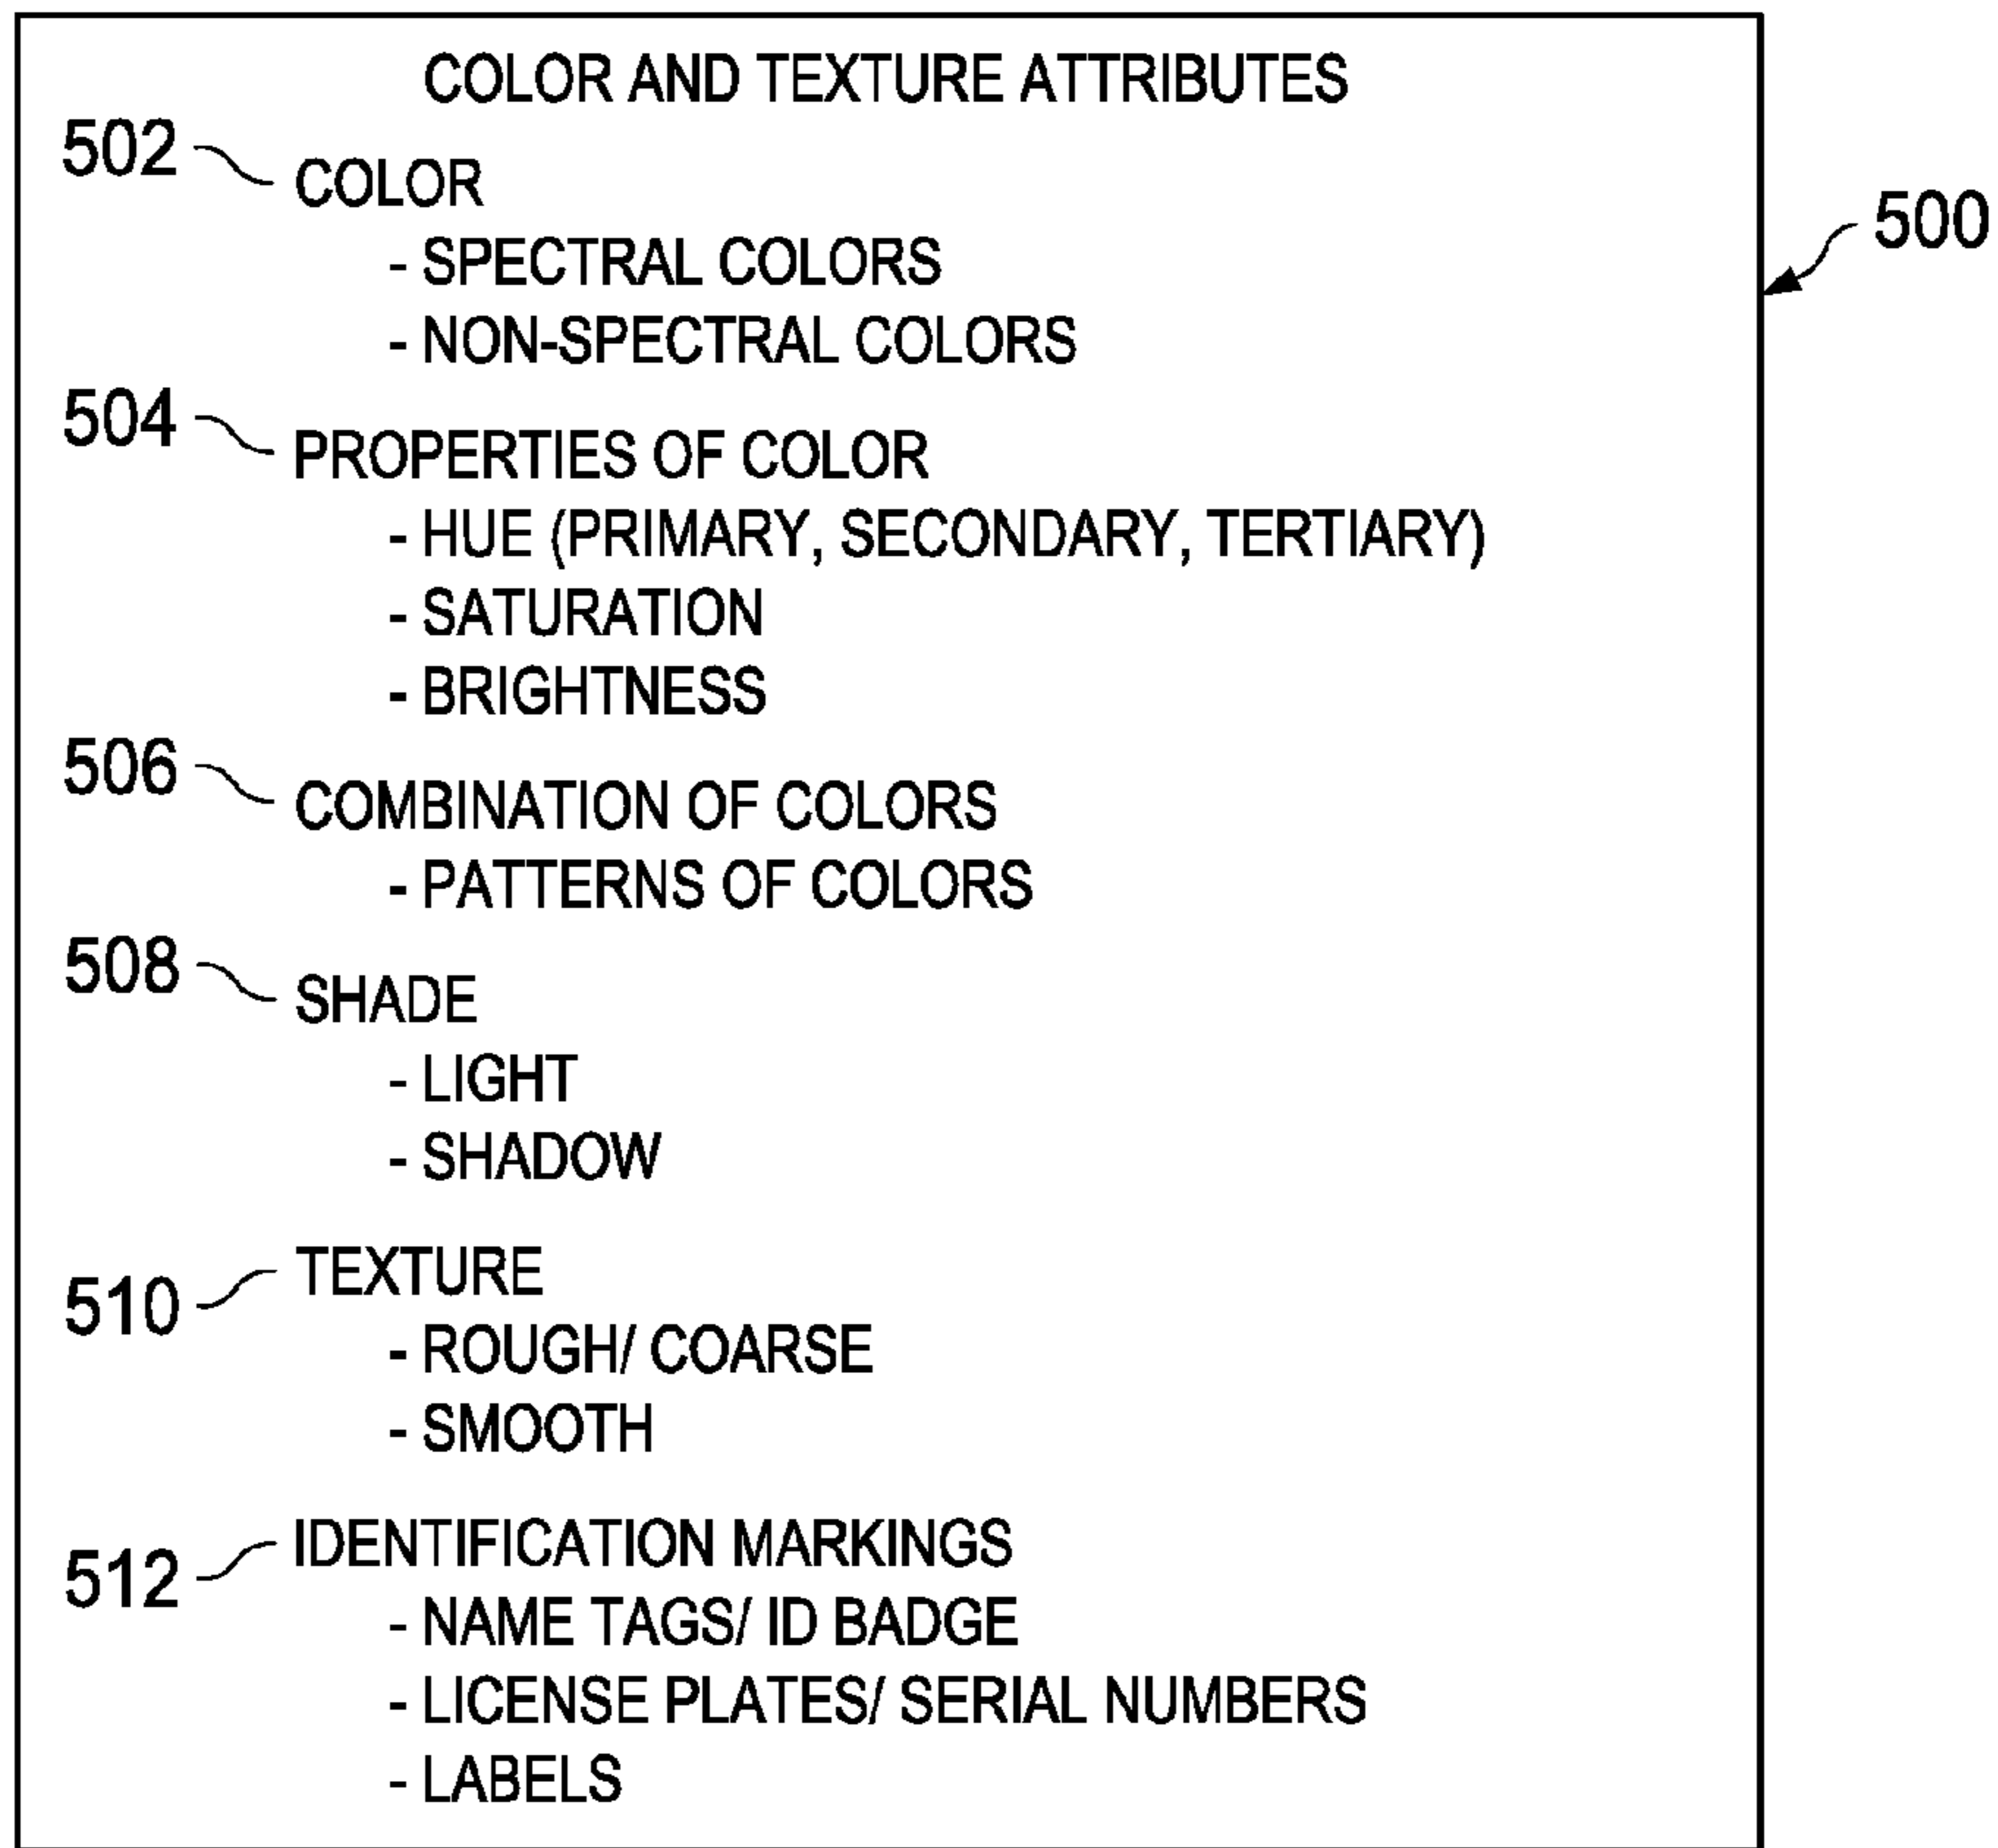 COLOR AND TEXTURE ATTRIBUTES
502
COLOR
500
- SPECTRAL COLORS
- NON-SPECTRAL COLORS
504
PROPERTIES OF COLOR
- HUE (PRIMARY, SECONDARY, TERTIARY)
- SATURATION
- BRIGHTNESS
506
COMBINATION OF COLORS
- PATTERNS OF COLORS
508
SHADE
- LIGHT
- SHADOW
510
TEXTURE
- ROUGH/ COARSE
- SMOOTH
512
IDENTIFICATION MARKINGS
- NAME TAGS/ ID BADGE
- LICENSE PLATES/ SERIAL NUMBERS
- LABELS